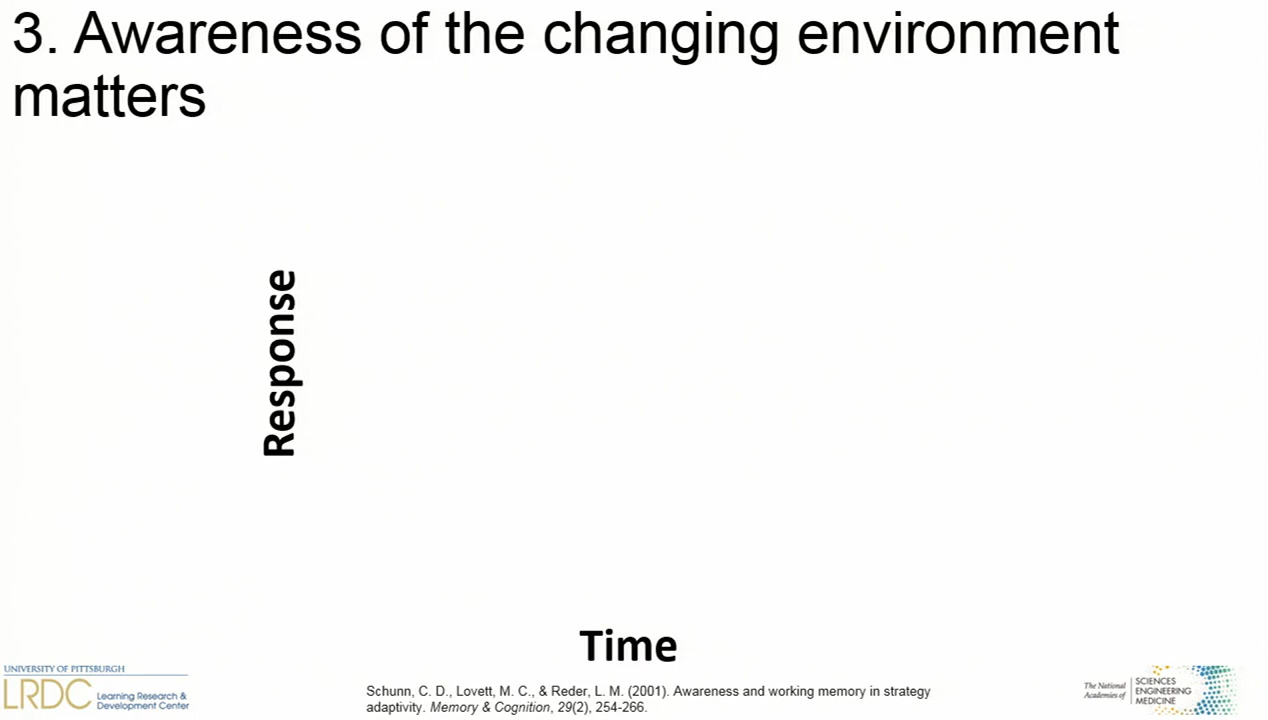 3. Awareness of the changing environment
matters
Response
Time
UNIVERSITY OF PITTSBURGH
LRDC Learning Research &
Development Center
Schunn, C. D., Lovett, M. C., & Reder, L. M. (2001). Awareness and working memory in strategy
adaptivity. Memory & Cognition, 29(2), 254-266.
The National
Academies of
SCIENCES
ENGINEERING
MEDICINE